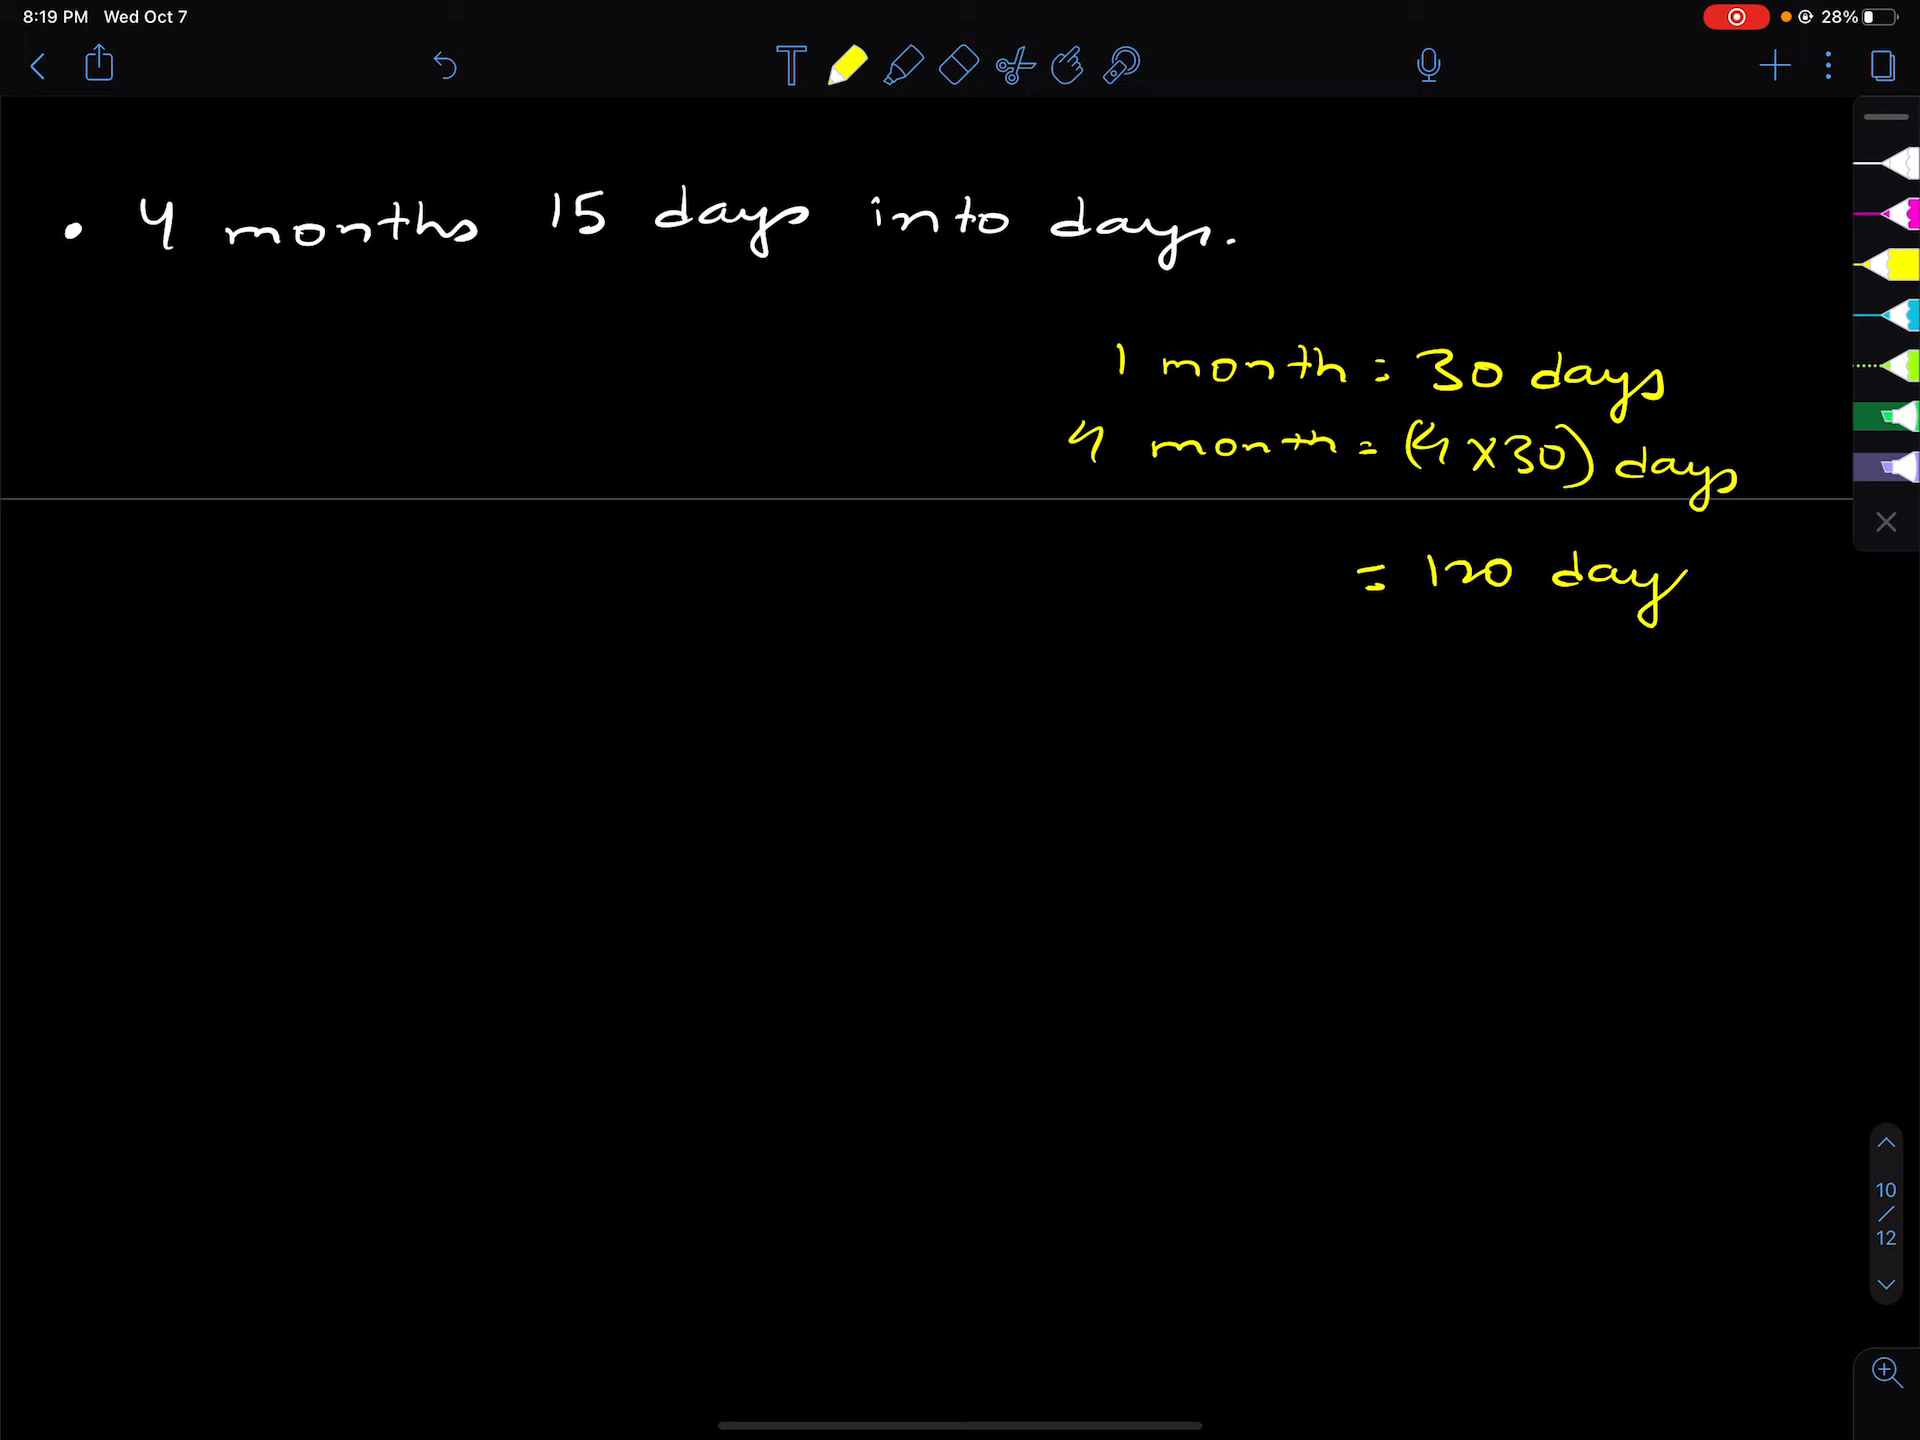 8:19 PM Wed Oct 7
28%
T
. 4 months 15 days into days.
1 month = 30 days
4 month = (4 X 30) days
= 120 day
10
/
12